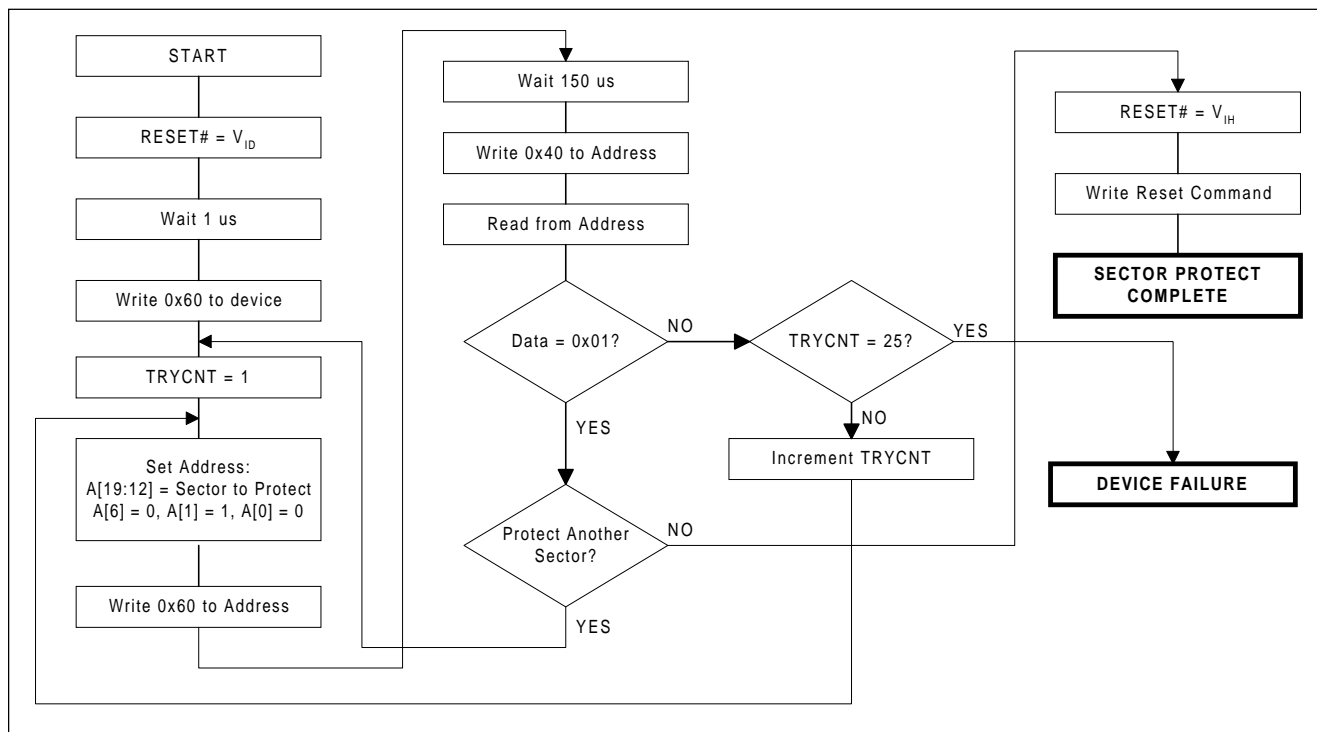 START
RESET# = VID
Wait 1 us
Write 0x60 to device
TRYCNT = 1
Set Address:
A[19:12] = Sector to Protect
A[6] = 0, A[1] = 1, A[0] = 0
Write 0x60 to Address
Wait 150 us
Write 0x40 to Address
Read from Address
Data = 0x01?
NO
YES
TRYCNT = 25?
YES
NO
Increment TRYCNT
Protect Another
Sector?
NO
YES
RESET# = VIH
Write Reset Command
SECTOR PROTECT
COMPLETE
DEVICE FAILURE